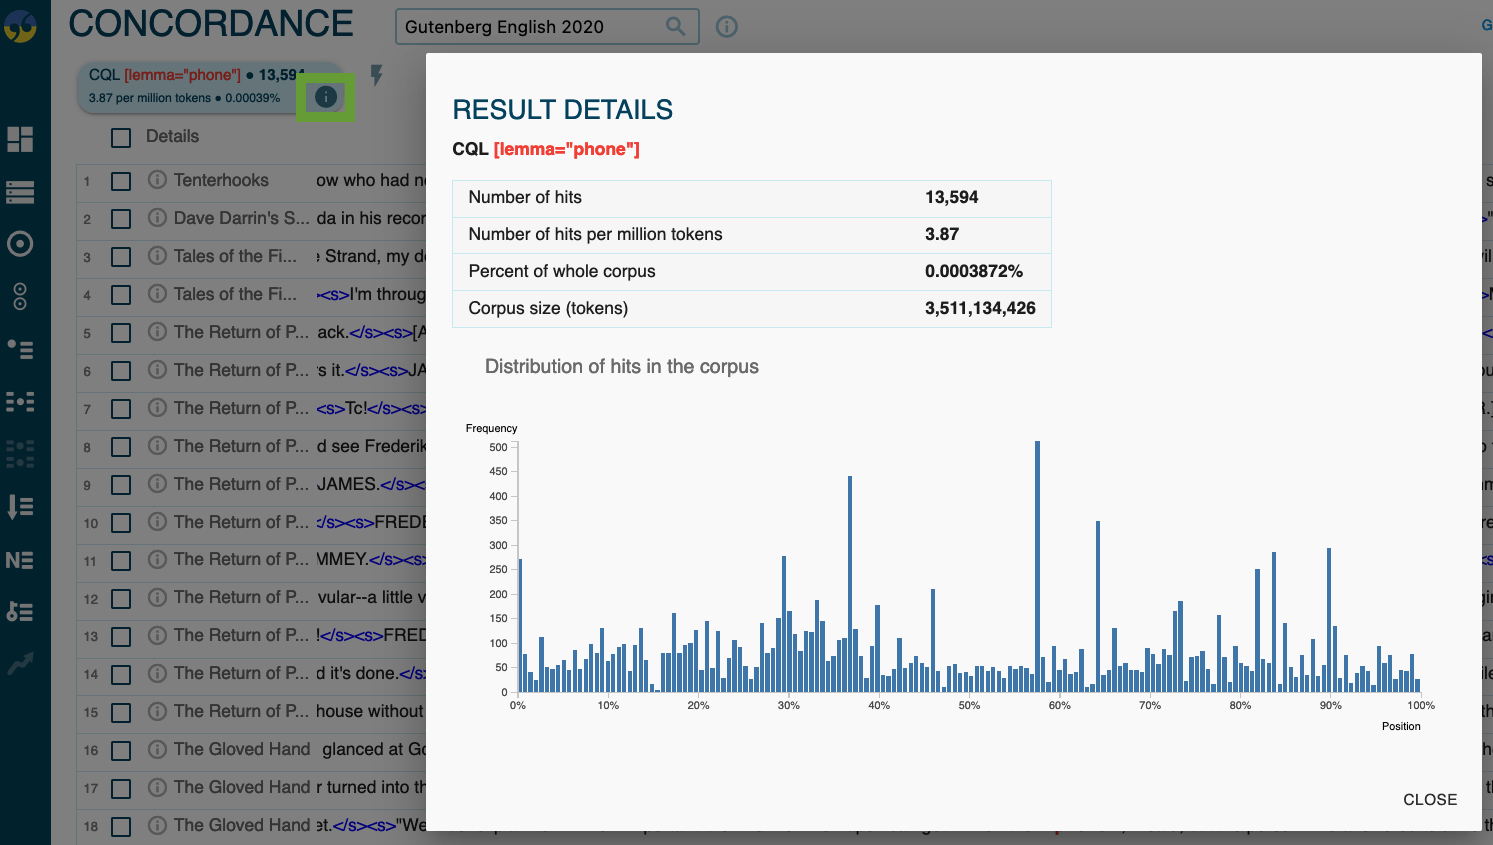 CONCORDANCE
Gutenberg English 2020
CQL [lemma="phone"] ● 13,594
3.87 per million tokens ● 0.00039%
Details
1 Tenterhooks ow who had
2 Dave Darrin's S... da in his recor
3 Tales of the Fi... Strand, my
4 Tales of the Fi... <s>I'm throug
5 The Return of P... ack.</s><s>[A
6 The Return of P... s it.</s><s>JA
7 The Return of P... <s>Tc!</s><s>
8 The Return of P... d see Frederik
9 The Return of P... JAMES.</s>
10 The Return of P... /s><s>FREDE
11 The Return of P... MMEY.</s><s>
12 The Return of P... vular--a little v
13 The Return of P... !</s><s>FRED
14 The Return of P... d it's done.</s
15 The Return of P... house without
16 The Gloved Hand glanced at Go
17 The Gloved Hand r turned into th
18 The Gloved Hand et.</s><s>"We
RESULT DETAILS
CQL [lemma="phone"]
Number of hits 13,594
Number of hits per million tokens 3.87
Percent of whole corpus 0.0003872%
Corpus size (tokens) 3,511,134,426
Distribution of hits in the corpus
Frequency
500
450
400
350
300
250
200
150
100
50
0
0% 10% 20% 30% 40% 50% 60% 70% 80% 90% 100%
Position
CLOSE